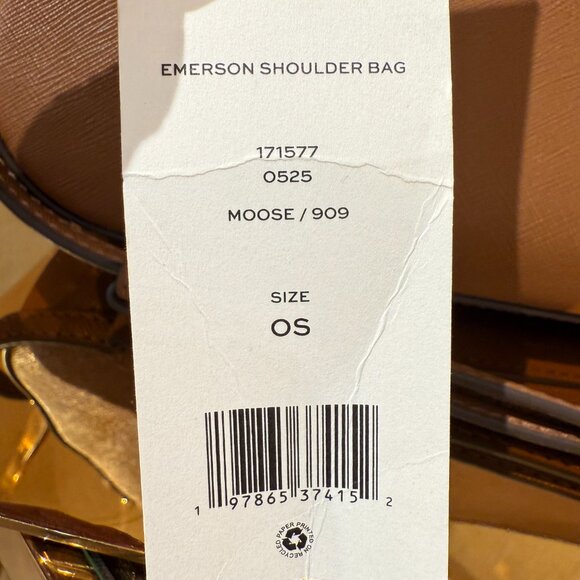 EMERSON SHOULDER BAG
171577
0525
MOOSE / 909
SIZE
OS
1 97865 37415 2
PAPER PRINTED ON RECYCLED